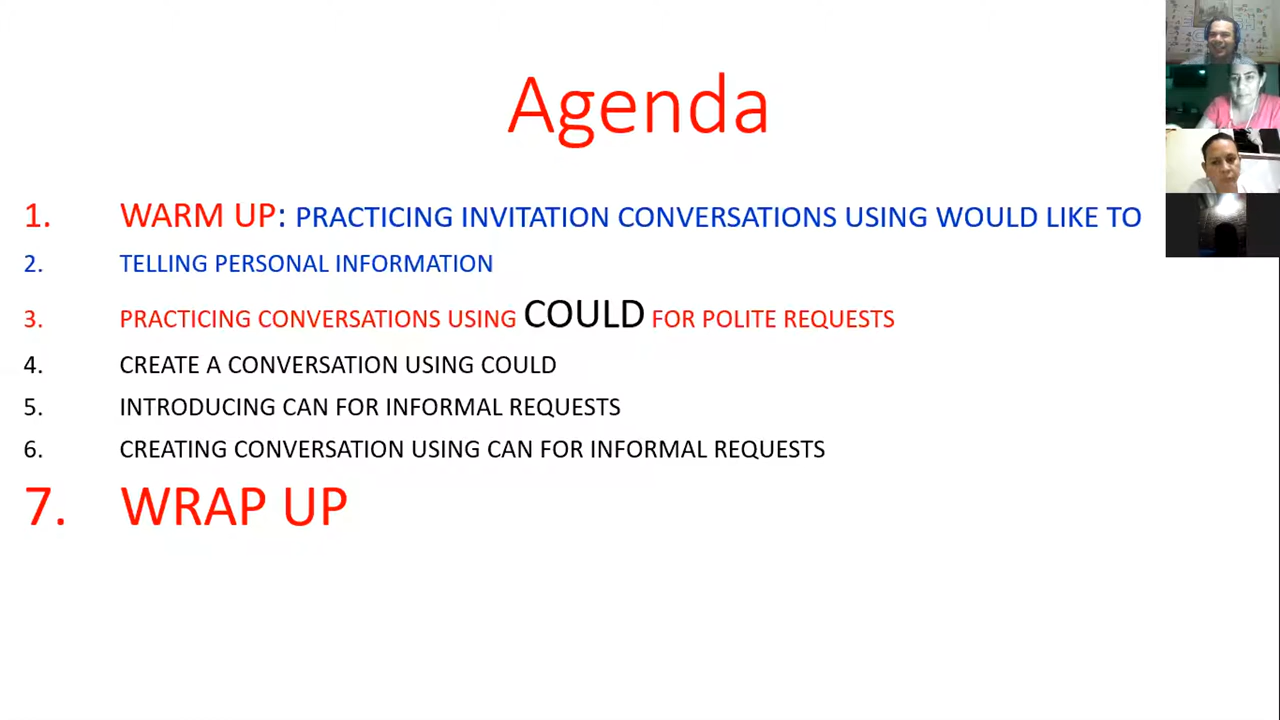 Agenda
1. WARM UP: PRACTICING INVITATION CONVERSATIONS USING WOULD LIKE TO
2. TELLING PERSONAL INFORMATION
3. PRACTICING CONVERSATIONS USING COULD FOR POLITE REQUESTS
4. CREATE A CONVERSATION USING COULD
5. INTRODUCING CAN FOR INFORMAL REQUESTS
6. CREATING CONVERSATION USING CAN FOR INFORMAL REQUESTS
7. WRAP UP